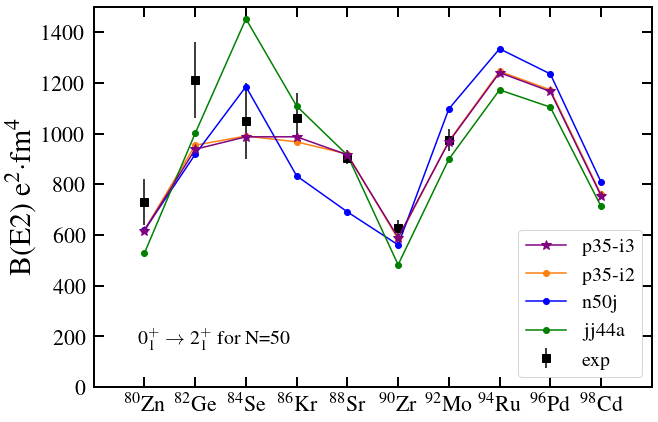 1400
1200
1000
800
600
400
200
0
B(E2) e²·fm⁴
0₁⁺ → 2₁⁺ for N=50
p35-i3
p35-i2
n50j
jj44a
exp
⁸⁰Zn ⁸²Ge ⁸⁴Se ⁸⁶Kr ⁸⁸Sr ⁹⁰Zr ⁹²Mo ⁹⁴Ru ⁹⁶Pd ⁹⁸Cd